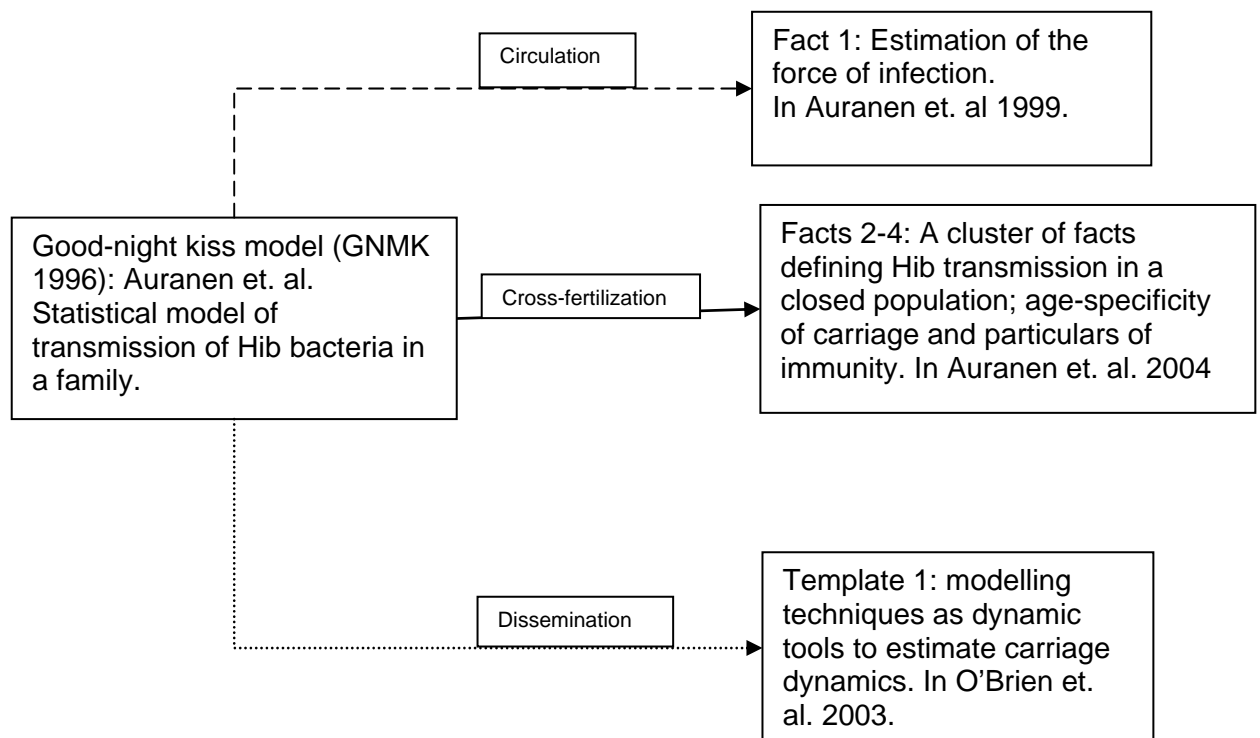 Circulation
Fact 1: Estimation of the
force of infection.
In Auranen et. al 1999.
Good-night kiss model (GNMK
1996): Auranen et. al.
Statistical model of
transmission of Hib bacteria in
a family.
Cross-fertilization
Facts 2-4: A cluster of facts
defining Hib transmission in a
closed population; age-specificity
of carriage and particulars of
immunity. In Auranen et. al. 2004
Dissemination
Template 1: modelling
techniques as dynamic
tools to estimate carriage
dynamics. In O’Brien et.
al. 2003.